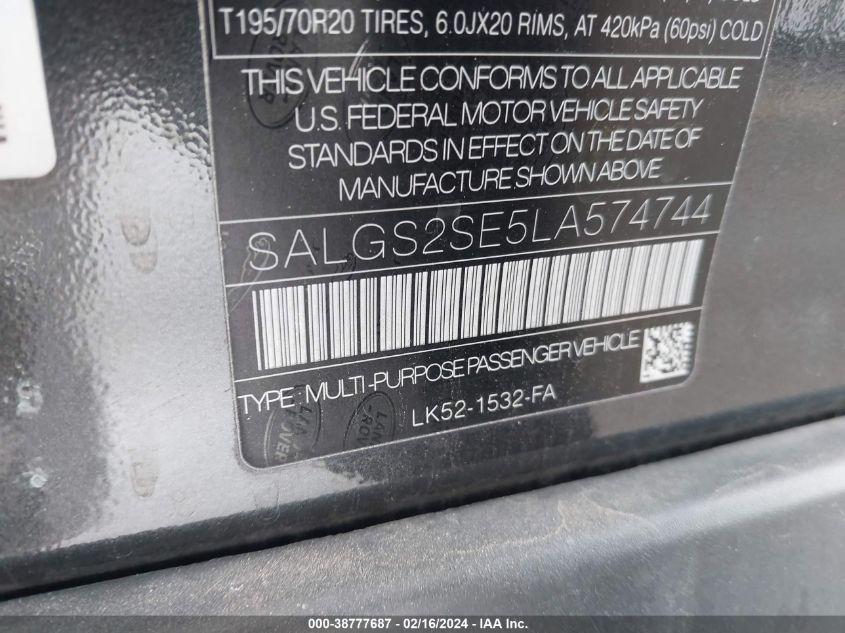 T195/70R20 TIRES, 6.0JX20 RIMS, AT 420kPa (60psi) COLD
THIS VEHICLE CONFORMS TO ALL APPLICABLE
U.S. FEDERAL MOTOR VEHICLE SAFETY
STANDARDS IN EFFECT ON THE DATE OF
MANUFACTURE SHOWN ABOVE
SALGS2SE5LA574744
TYPE: MULTI-PURPOSE PASSENGER VEHICLE
LK52-1532-FA
LAND
ROVER
000-38777687 - 02/16/2024 - IAA Inc.